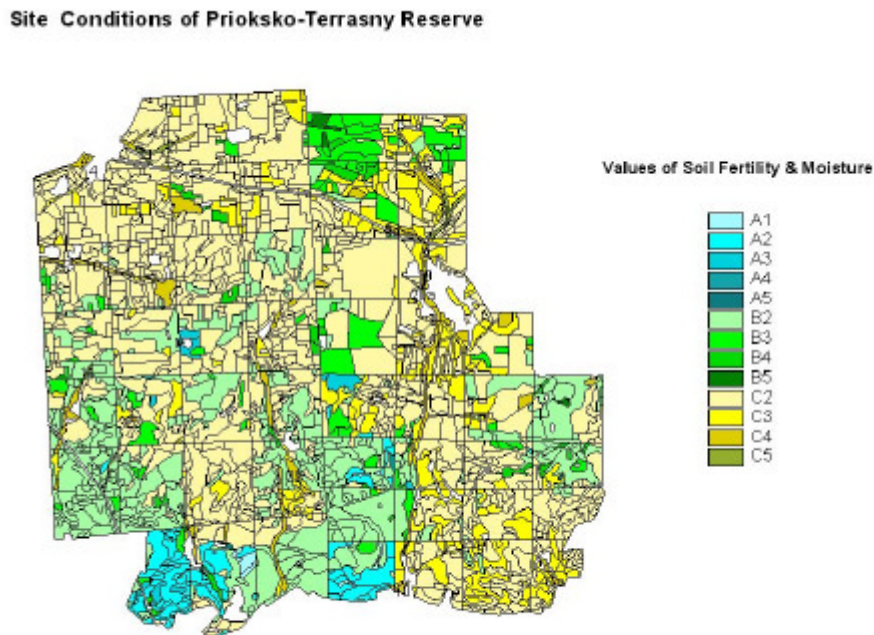 Site Conditions of Prioksko-Terrasny Reserve
Values of Soil Fertility & Moisture
A1
A2
A3
A4
A5
B2
B3
B4
B5
C2
C3
C4
C5